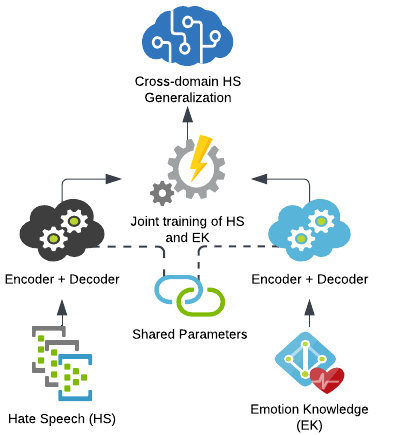 Cross-domain HS
Generalization
Joint training of HS
and EK
Encoder + Decoder
Encoder + Decoder
Shared Parameters
Hate Speech (HS)
Emotion Knowledge
(EK)